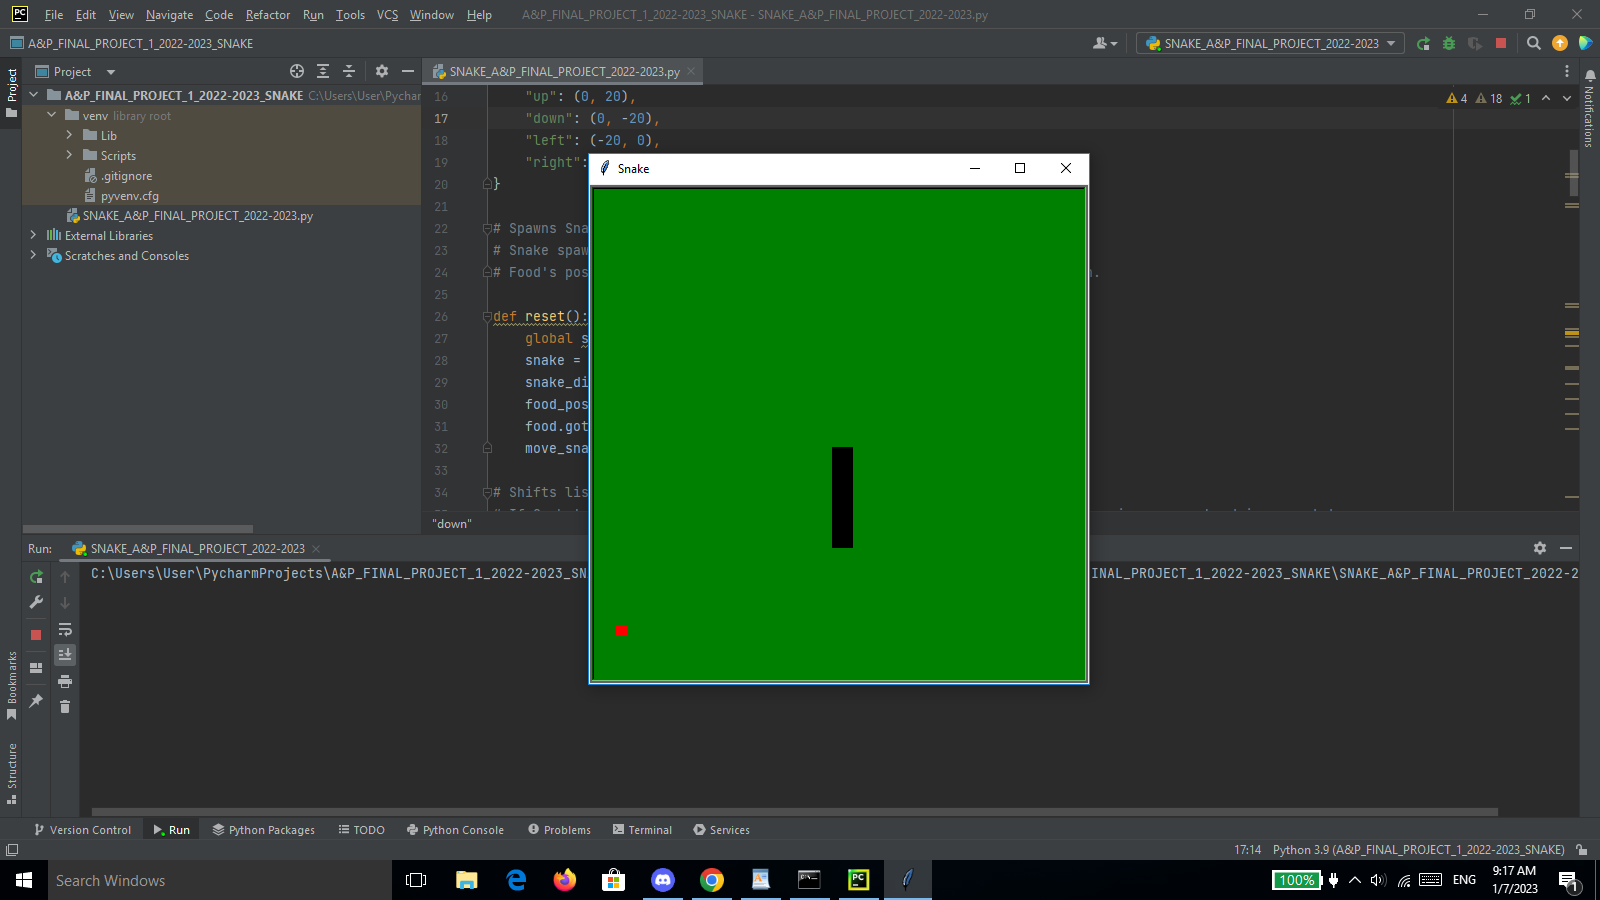 PC File Edit View Navigate Code Refactor Run Tools VCS Window Help A&P_FINAL_PROJECT_1_2022-2023_SNAKE - SNAKE_A&P_FINAL_PROJECT_2022-2023.py
A&P_FINAL_PROJECT_1_2022-2023_SNAKE SNAKE_A&P_FINAL_PROJECT_2022-2023
Project
Project SNAKE_A&P_FINAL_PROJECT_2022-2023.py
A&P_FINAL_PROJECT_1_2022-2023_SNAKE C:\Users\User\Pychar
venv library root
Lib
Scripts
.gitignore
pyvenv.cfg
SNAKE_A&P_FINAL_PROJECT_2022-2023.py
External Libraries
Scratches and Consoles
4 18 1
Notifications
16 "up": (0, 20),
17 "down": (0, -20),
18 "left": (-20, 0),
19 "right":
20 }
21
22 # Spawns Sna
23 # Snake spaw
24 # Food's pos
25
26 def reset():
27 global s
28 snake =
29 snake_di
30 food_pos
31 food.got
32 move_sna
33
34 # Shifts lis
"down"
Snake
Run: SNAKE_A&P_FINAL_PROJECT_2022-2023
C:\Users\User\PycharmProjects\A&P_FINAL_PROJECT_1_2022-2023_SN INAL_PROJECT_1_2022-2023_SNAKE\SNAKE_A&P_FINAL_PROJECT_2022-2
Bookmarks
Structure
Version Control Run Python Packages TODO Python Console Problems Terminal Services
17:14 Python 3.9 (A&P_FINAL_PROJECT_1_2022-2023_SNAKE)
Search Windows
PC
100%
ENG
9:17 AM
1/7/2023
1